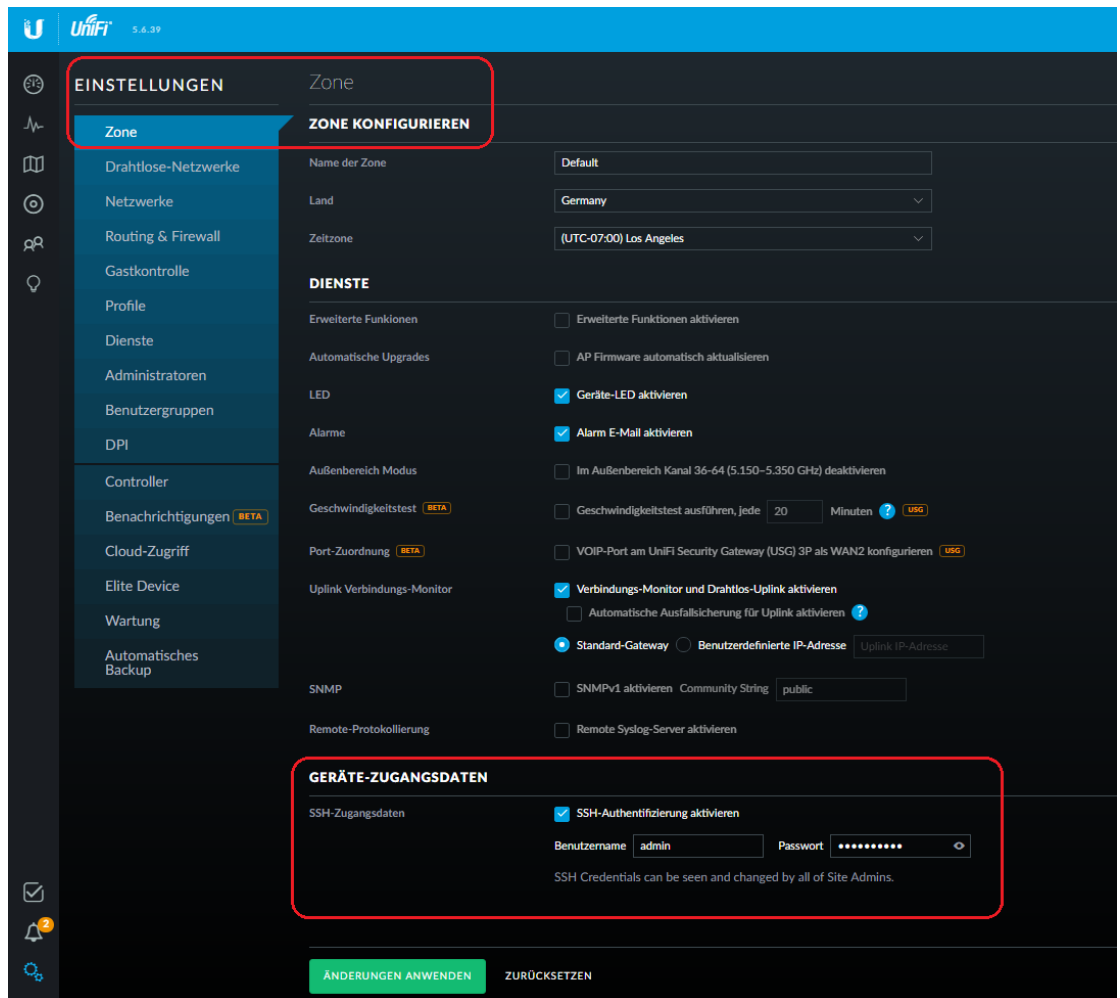 UniFi 5.6.39
EINSTELLUNGEN
Zone
Drahtlose-Netzwerke
Netzwerke
Routing & Firewall
Gastkontrolle
Profile
Dienste
Administratoren
Benutzergruppen
DPI
Controller
Benachrichtigungen BETA
Cloud-Zugriff
Elite Device
Wartung
Automatisches
Backup
2
Zone
ZONE KONFIGURIEREN
Name der Zone Default
Land Germany
Zeitzone (UTC-07:00) Los Angeles
DIENSTE
Erweiterte Funkionen Erweiterte Funktionen aktivieren
Automatische Upgrades AP Firmware automatisch aktualisieren
LED Geräte-LED aktivieren
Alarme Alarm E-Mail aktivieren
Außenbereich Modus Im Außenbereich Kanal 36-64 (5.150–5.350 GHz) deaktivieren
Geschwindigkeitstest BETA Geschwindigkeitstest ausführen, jede 20 Minuten ? USG
Port-Zuordnung BETA VOIP-Port am UniFi Security Gateway (USG) 3P als WAN2 konfigurieren USG
Uplink Verbindungs-Monitor Verbindungs-Monitor und Drahtlos-Uplink aktivieren
Automatische Ausfallsicherung für Uplink aktivieren ?
Standard-Gateway Benutzerdefinierte IP-Adresse Uplink IP-Adresse
SNMP SNMPv1 aktivieren Community String public
Remote-Protokollierung Remote Syslog-Server aktivieren
GERÄTE-ZUGANGSDATEN
SSH-Zugangsdaten SSH-Authentifizierung aktivieren
Benutzername admin Passwort ••••••••••
SSH Credentials can be seen and changed by all of Site Admins.
ÄNDERUNGEN ANWENDEN ZURÜCKSETZEN